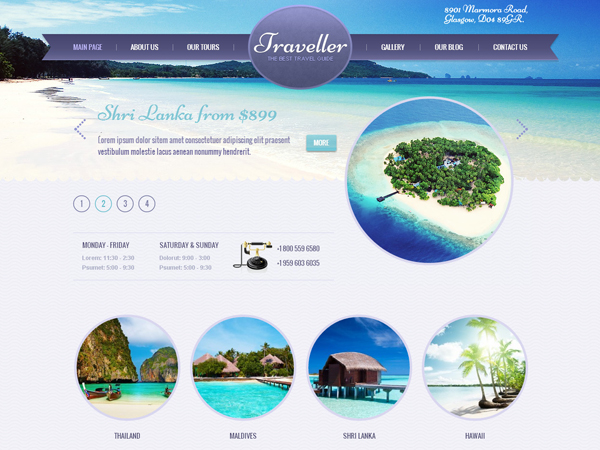 8901 Marmora Road,
Glasgow, D04 89GR.
MAIN PAGE
ABOUT US
OUR TOURS
Traveller
THE BEST TRAVEL GUIDE
GALLERY
OUR BLOG
CONTACT US
Shri Lanka from $899
Lorem ipsum dolor sitem amet consectetuer adipiscing elit praesent
vestibulum molestie lacus aenean nonummy hendrerit.
MORE
1 2 3 4
MONDAY - FRIDAY
Lorem: 11:30 - 2:30
Psumet: 5:00 - 9:30
SATURDAY & SUNDAY
Dolorut: 9:00 - 3:00
Psumet: 5:00 - 9:30
+1 800 559 6580
+1 959 603 6035
THAILAND
MALDIVES
SHRI LANKA
HAWAII